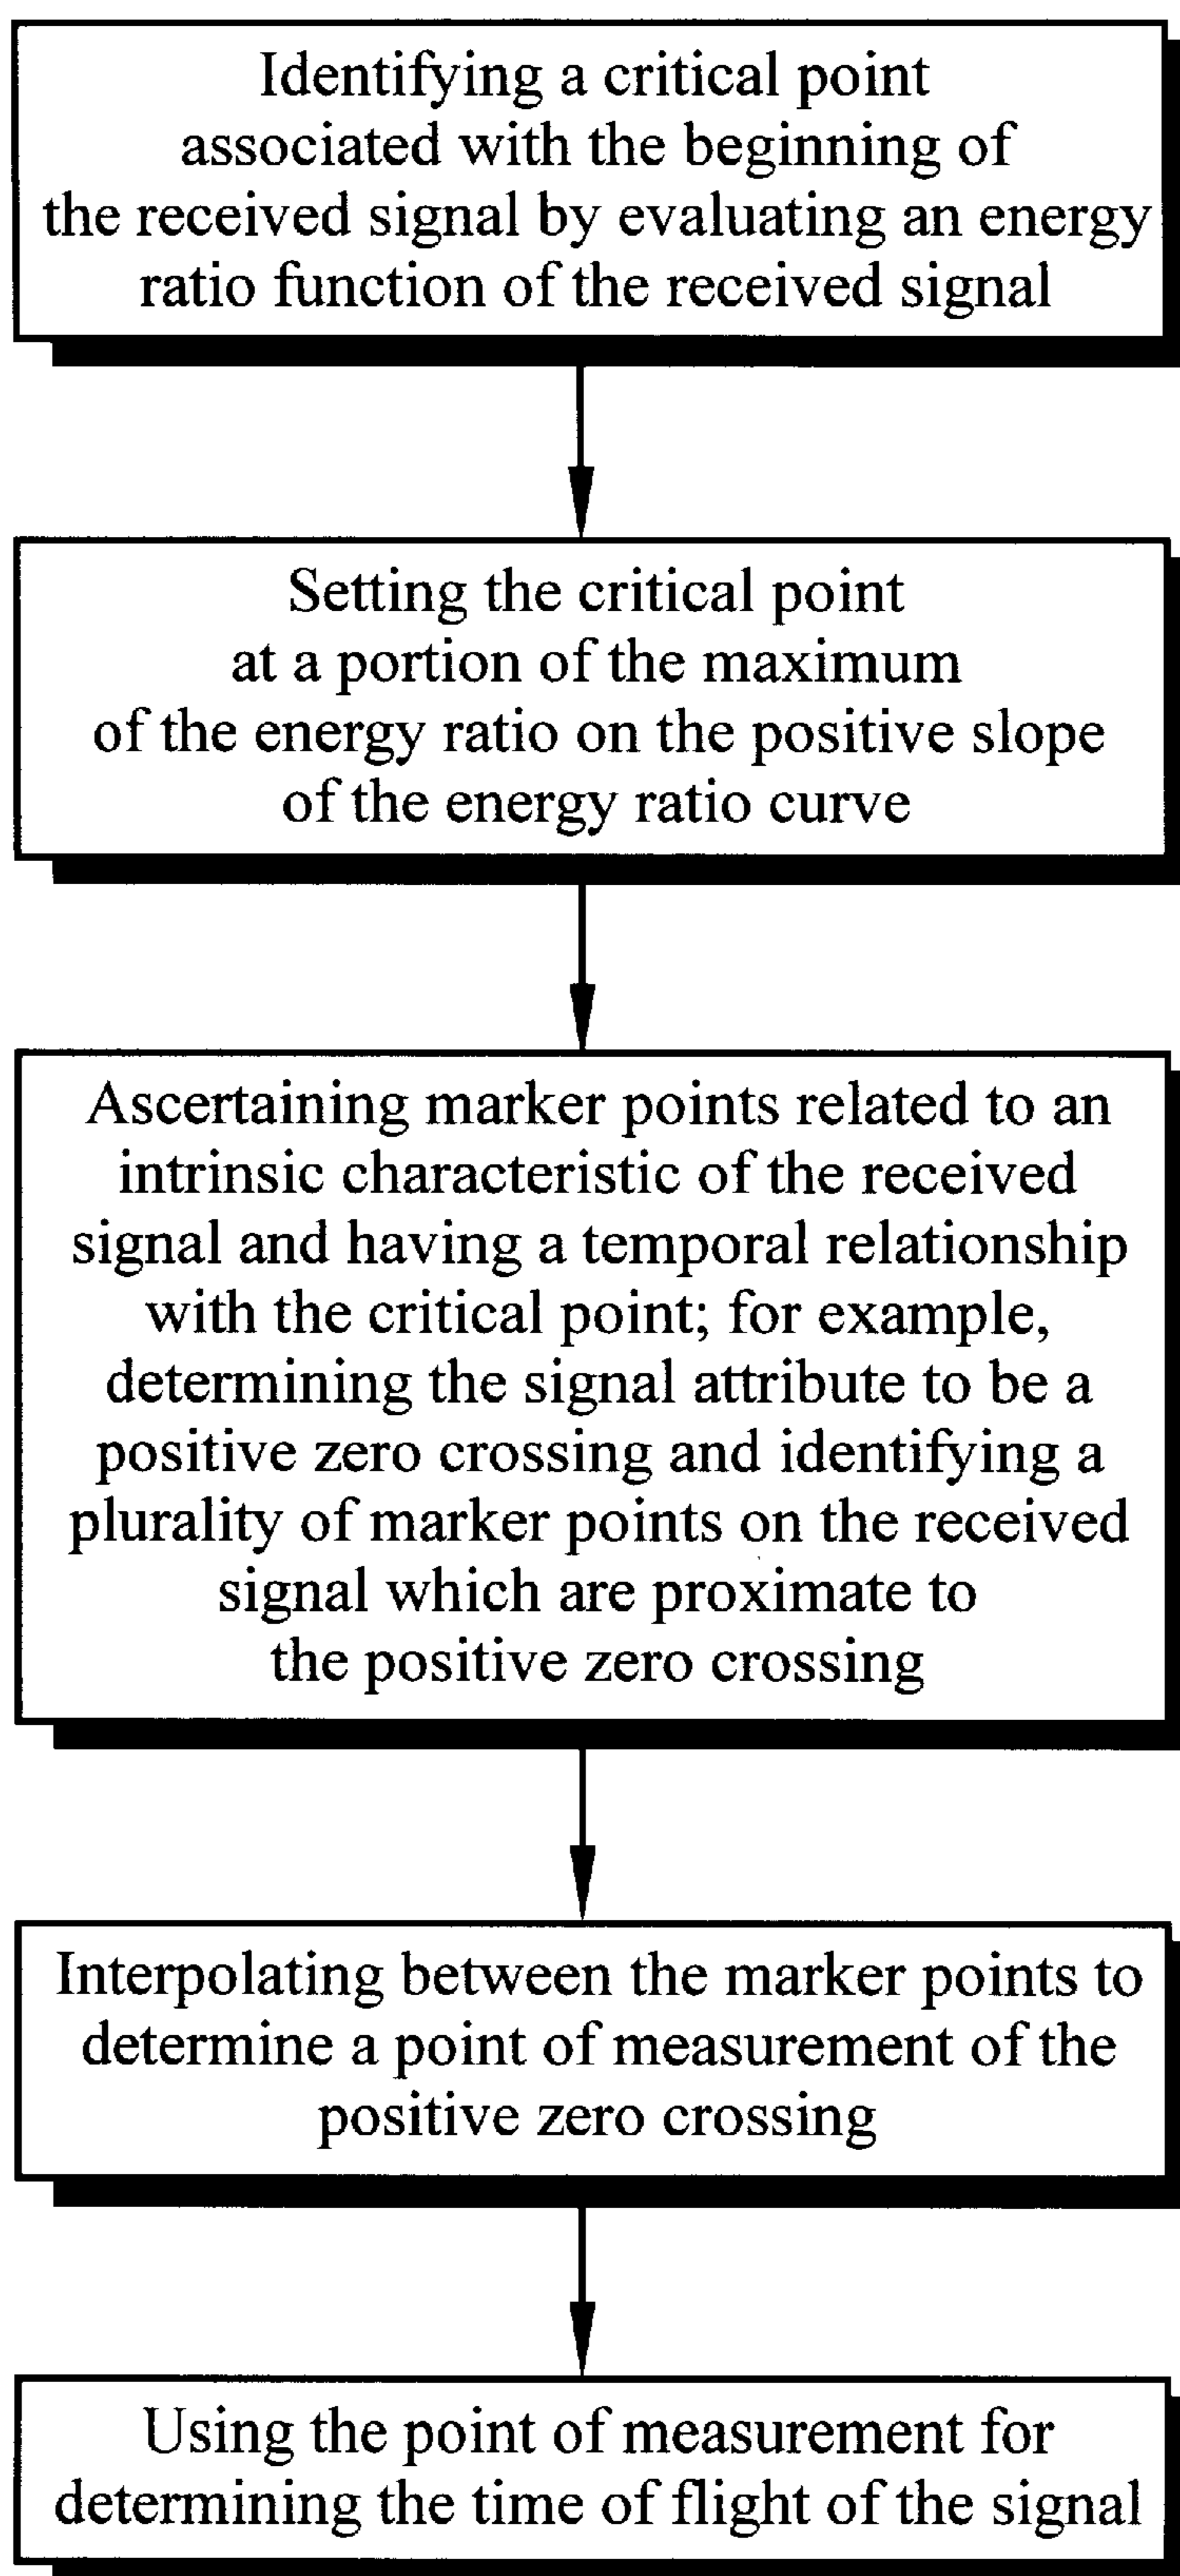 Identifying a critical point
associated with the beginning of
the received signal by evaluating an energy
ratio function of the received signal
Setting the critical point
at a portion of the maximum
of the energy ratio on the positive slope
of the energy ratio curve
Ascertaining marker points related to an
intrinsic characteristic of the received
signal and having a temporal relationship
with the critical point; for example,
determining the signal attribute to be a
positive zero crossing and identifying a
plurality of marker points on the received
signal which are proximate to
the positive zero crossing
Interpolating between the marker points to
determine a point of measurement of the
positive zero crossing
Using the point of measurement for
determining the time of flight of the signal